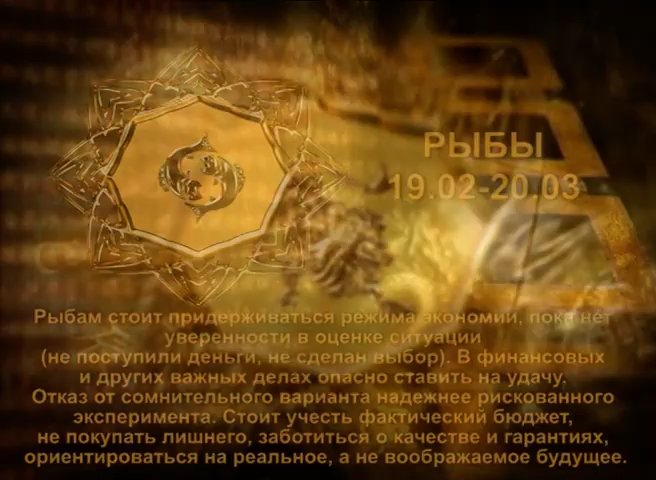 РЫБЫ
19.02-20.03
Рыбам стоит придерживаться режима экономии, пока нет
уверенности в оценке ситуации
(не поступили деньги, не сделан выбор). В финансовых
и других важных делах опасно ставить на удачу.
Отказ от сомнительного варианта надежнее рискованного
эксперимента. Стоит учесть фактический бюджет,
не покупать лишнего, заботиться о качестве и гарантиях,
ориентироваться на реальное, а не воображаемое будущее.